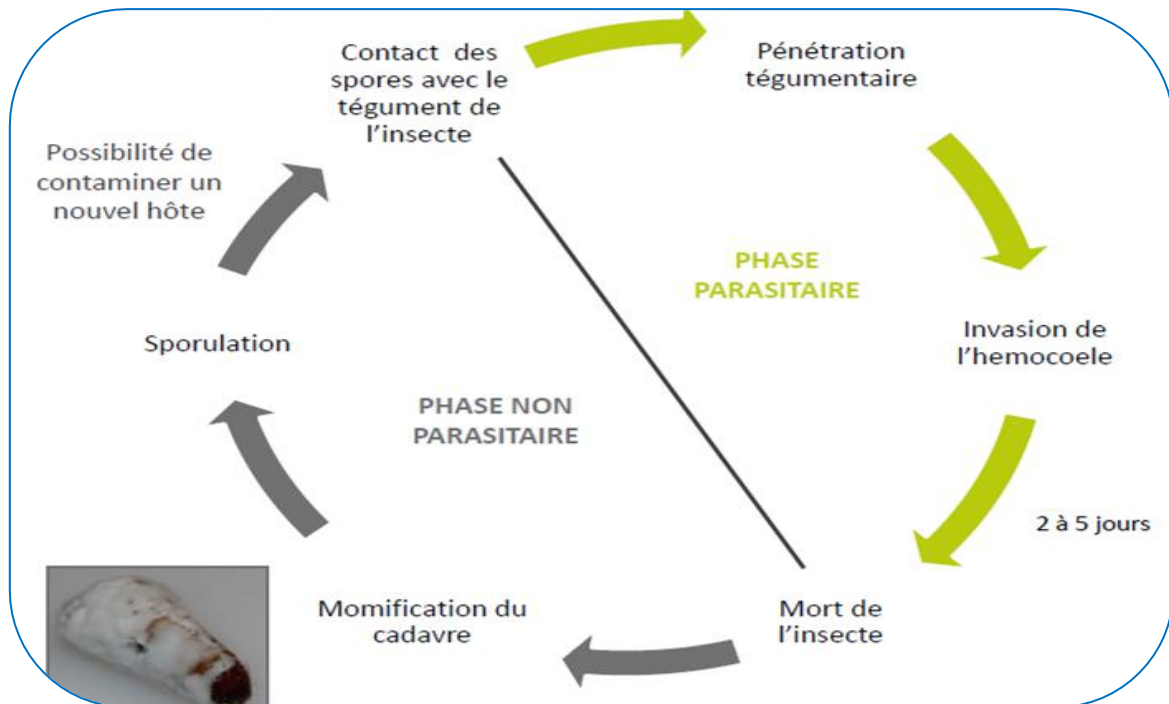 Contact des
spores avec le
tégument de
l'insecte
Pénétration
tégumentaire
Invasion de
l'hemocoele
2 à 5 jours
Mort de
l'insecte
Momification du
cadavre
Sporulation
Possibilité de
contaminer un
nouvel hôte
PHASE
PARASITAIRE
PHASE NON
PARASITAIRE